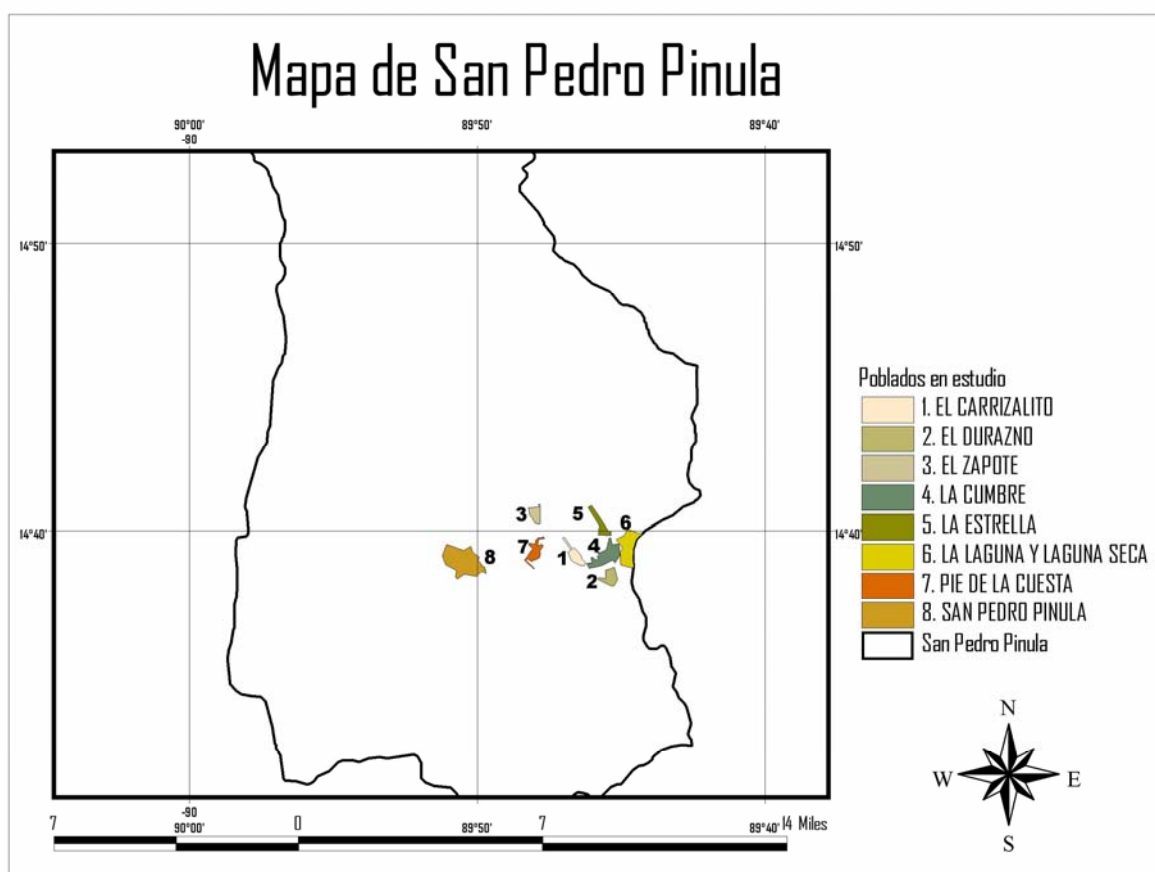 Mapa de San Pedro Pinula
90°00'
-90
89°50'
89°40'
14°50'
14°50'
14°40'
14°40'
3
5
6
7
8
1
4
2
Poblados en estudio
1. EL CARRIZALITO
2. EL DURAZNO
3. EL ZAPOTE
4. LA CUMBRE
5. LA ESTRELLA
6. LA LAGUNA Y LAGUNA SECA
7. PIE DE LA CUESTA
8. SAN PEDRO PINULA
San Pedro Pinula
N
W
E
S
-90
90°00'
89°50'
89°40'
7
0
7
14 Miles